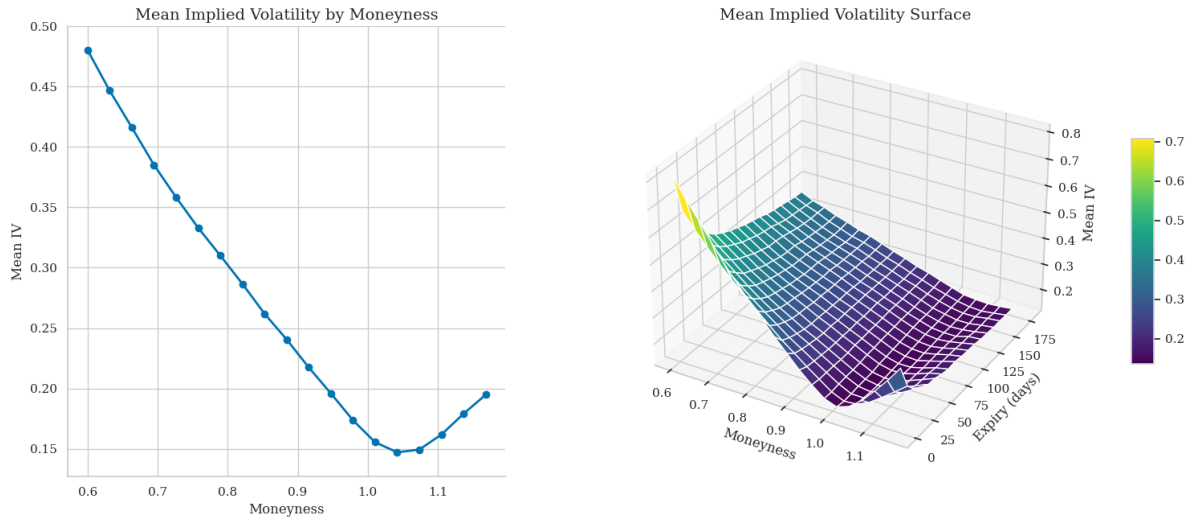 Mean Implied Volatility by Moneyness
0.50
0.45
0.40
0.35
0.30
0.25
0.20
0.15
Mean IV
0.6 0.7 0.8 0.9 1.0 1.1
Moneyness
Mean Implied Volatility Surface
0.8
0.7
0.6
0.5
0.4
0.3
0.2
Mean IV
0.6 0.7 0.8 0.9 1.0 1.1
Moneyness
0 25 50 75 100 125 150 175
Expiry (days)
0.7
0.6
0.5
0.4
0.3
0.2